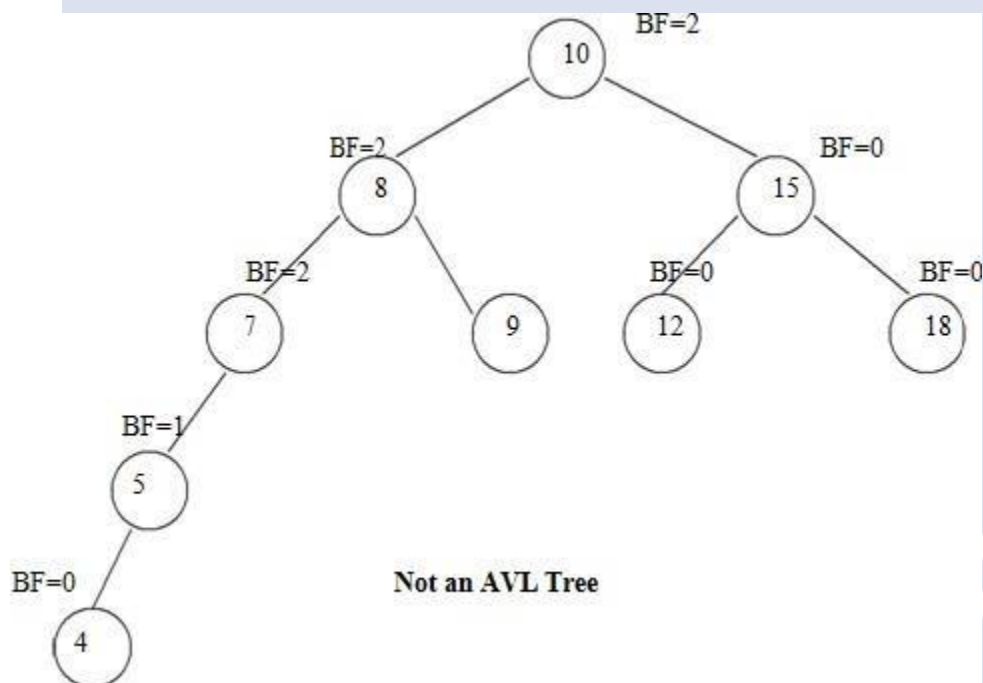 BF=2
10
BF=2
BF=0
8
15
BF=2
BF=0
BF=0
7
9
12
18
BF=1
5
BF=0
Not an AVL Tree
4